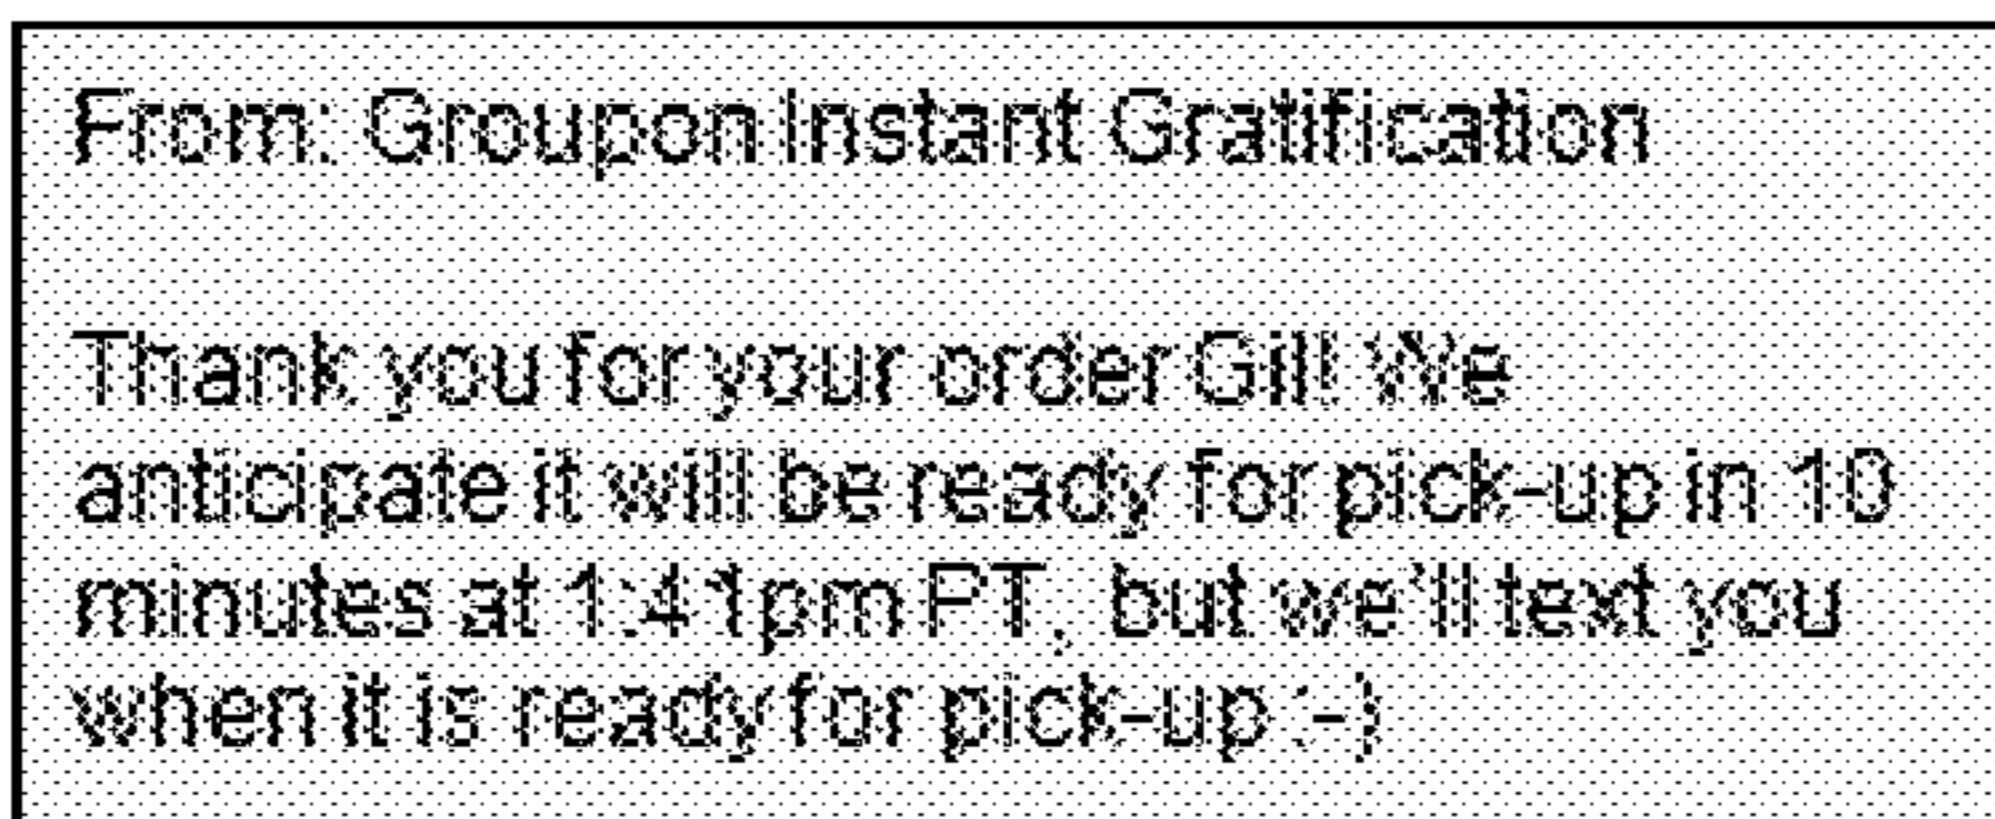 From: Groupon Instant Gratification
Thank you for your order Gil! We
anticipate it will be ready for pick-up in 10
minutes at 1:41pm PT, but we'll text you
when it is ready for pick-up :-)